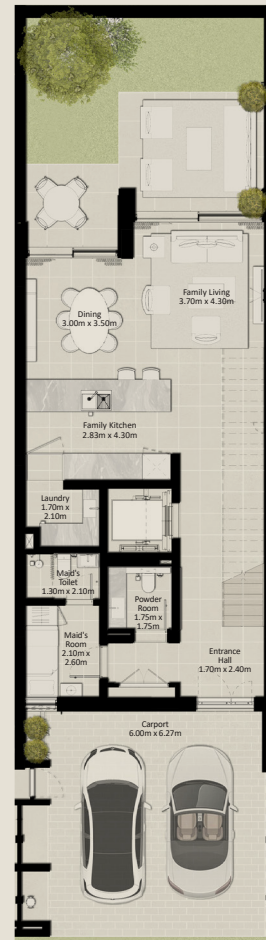 Family Living
3.70m x 4.30m
Dining
3.00m x 3.50m
Family Kitchen
2.83m x 4.30m
Laundry
1.70m x
2.10m
Maid's
Toilet
1.30m x 2.10m
Powder
Room
1.75m x
1.75m
Maid's
Room
2.10m x
2.60m
Entrance
Hall
1.70m x 2.40m
Carport
6.00m x 6.27m